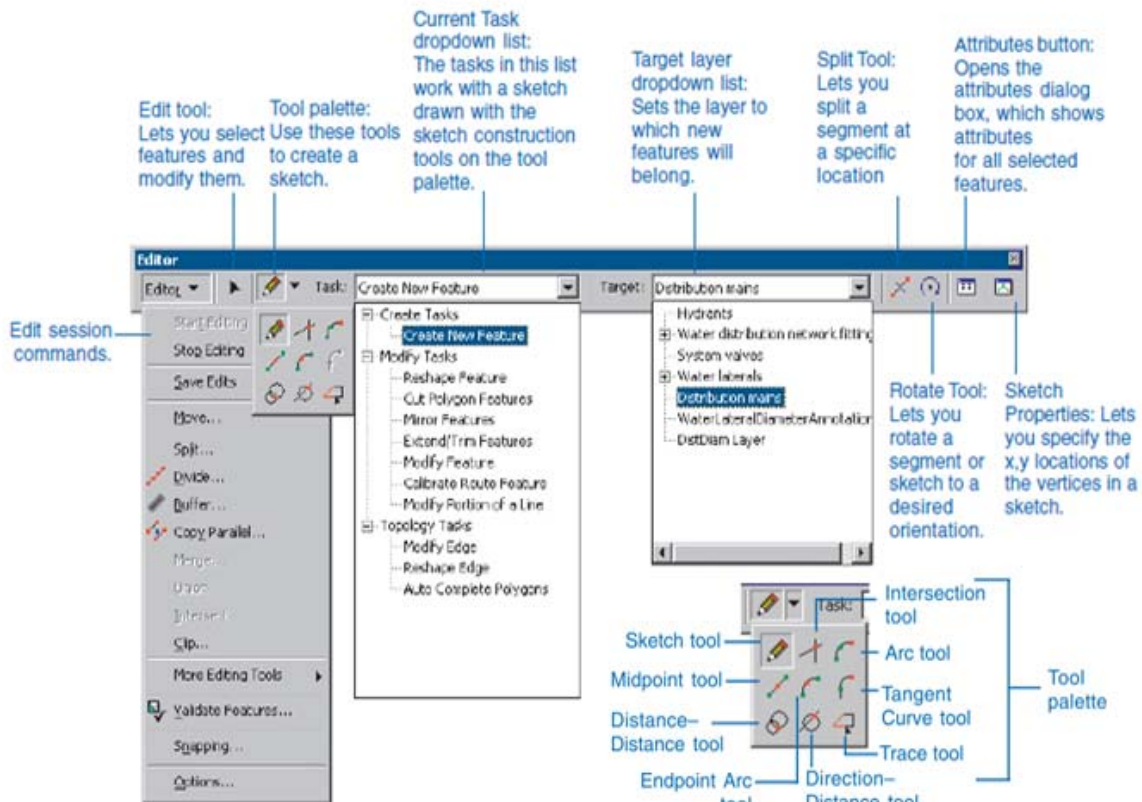 Current Task
dropdown list:
The tasks in this list
work with a sketch
drawn with the
sketch construction
tools on the tool
palette.
Edit tool:
Lets you select
features and
modify them.
Tool palette:
Use these tools
to create a
sketch.
Target layer
dropdown list:
Sets the layer to
which new
features will
belong.
Split Tool:
Lets you
split a
segment at
a specific
location
Attributes button:
Opens the
attributes dialog
box, which shows
attributes
for all selected
features.
Editor
Editor
Task:
Create New Feature
Target:
Distribution mains
Edit session
commands.
Start Editing
Stop Editing
Save Edits
Move...
Split...
Divide...
Buffer...
Copy Parallel...
Merge...
Union
Intersect
Clip...
More Editing Tools
Validate Features...
Snapping...
Options...
Create Tasks
Create New Feature
Modify Tasks
Reshape Feature
Cut Polygon Features
Mirror Features
Extend/Trim Features
Modify Feature
Calibrate Route Feature
Modify Portion of a Line
Topology Tasks
Modify Edge
Reshape Edge
Auto Complete Polygons
Hydrants
Water distribution network fitting
System valves
Water laterals
Distribution mains
WaterLateralDiameterAnnotation
DistDiam Layer
Rotate Tool:
Lets you
rotate a
segment or
sketch to a
desired
orientation.
Sketch
Properties: Lets
you specify the
x,y locations of
the vertices in a
sketch.
Task:
Sketch tool
Midpoint tool
Distance–
Distance tool
Endpoint Arc
tool
Intersection
tool
Arc tool
Tangent
Curve tool
Trace tool
Direction–
Distance tool
Tool
palette